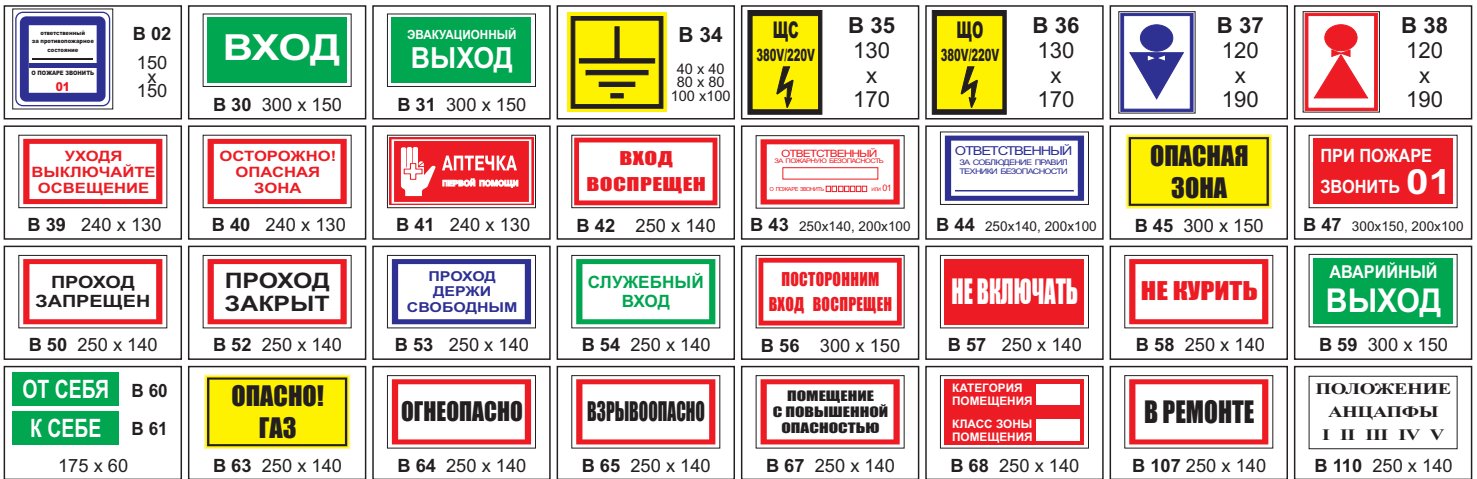 ответственный
за противопожарное
состояние
О ПОЖАРЕ ЗВОНИТЬ
01
В 02
150
х
150
ВХОД
В 30 300 х 150
ЭВАКУАЦИОННЫЙ
ВЫХОД
В 31 300 х 150
В 34
40 х 40
80 х 80
100 х100
ЩС
380V/220V
В 35
130
х
170
ЩО
380V/220V
В 36
130
х
170
В 37
120
х
190
В 38
120
х
190
УХОДЯ
ВЫКЛЮЧАЙТЕ
ОСВЕЩЕНИЕ
В 39 240 х 130
ОСТОРОЖНО!
ОПАСНАЯ
ЗОНА
В 40 240 х 130
АПТЕЧКА
ПЕРВОЙ ПОМОЩИ
В 41 240 х 130
ВХОД
ВОСПРЕЩЕН
В 42 250 х 140
ОТВЕТСТВЕННЫЙ
ЗА ПОЖАРНУЮ БЕЗОПАСНОСТЬ
О ПОЖАРЕ ЗВОНИТЬ ИЛИ 01
В 43 250х140, 200х100
ОТВЕТСТВЕННЫЙ
ЗА СОБЛЮДЕНИЕ ПРАВИЛ
ТЕХНИКИ БЕЗОПАСНОСТИ
В 44 250х140, 200х100
ОПАСНАЯ
ЗОНА
В 45 300 х 150
ПРИ ПОЖАРЕ
ЗВОНИТЬ 01
В 47 300х150, 200х100
ПРОХОД
ЗАПРЕЩЕН
В 50 250 х 140
ПРОХОД
ЗАКРЫТ
В 52 250 х 140
ПРОХОД
ДЕРЖИ
СВОБОДНЫМ
В 53 250 х 140
СЛУЖЕБНЫЙ
ВХОД
В 54 250 х 140
ПОСТОРОННИМ
ВХОД ВОСПРЕЩЕН
В 56 300 х 150
НЕ ВКЛЮЧАТЬ
В 57 250 х 140
НЕ КУРИТЬ
В 58 250 х 140
АВАРИЙНЫЙ
ВЫХОД
В 59 300 х 150
ОТ СЕБЯ В 60
К СЕБЕ В 61
175 х 60
ОПАСНО!
ГАЗ
В 63 250 х 140
ОГНЕОПАСНО
В 64 250 х 140
ВЗРЫВООПАСНО
В 65 250 х 140
ПОМЕЩЕНИЕ
С ПОВЫШЕННОЙ
ОПАСНОСТЬЮ
В 67 250 х 140
КАТЕГОРИЯ
ПОМЕЩЕНИЯ
КЛАСС ЗОНЫ
ПОМЕЩЕНИЯ
В 68 250 х 140
В РЕМОНТЕ
В 107 250 х 140
ПОЛОЖЕНИЕ
АНЦАПФЫ
I II III IV V
В 110 250 х 140